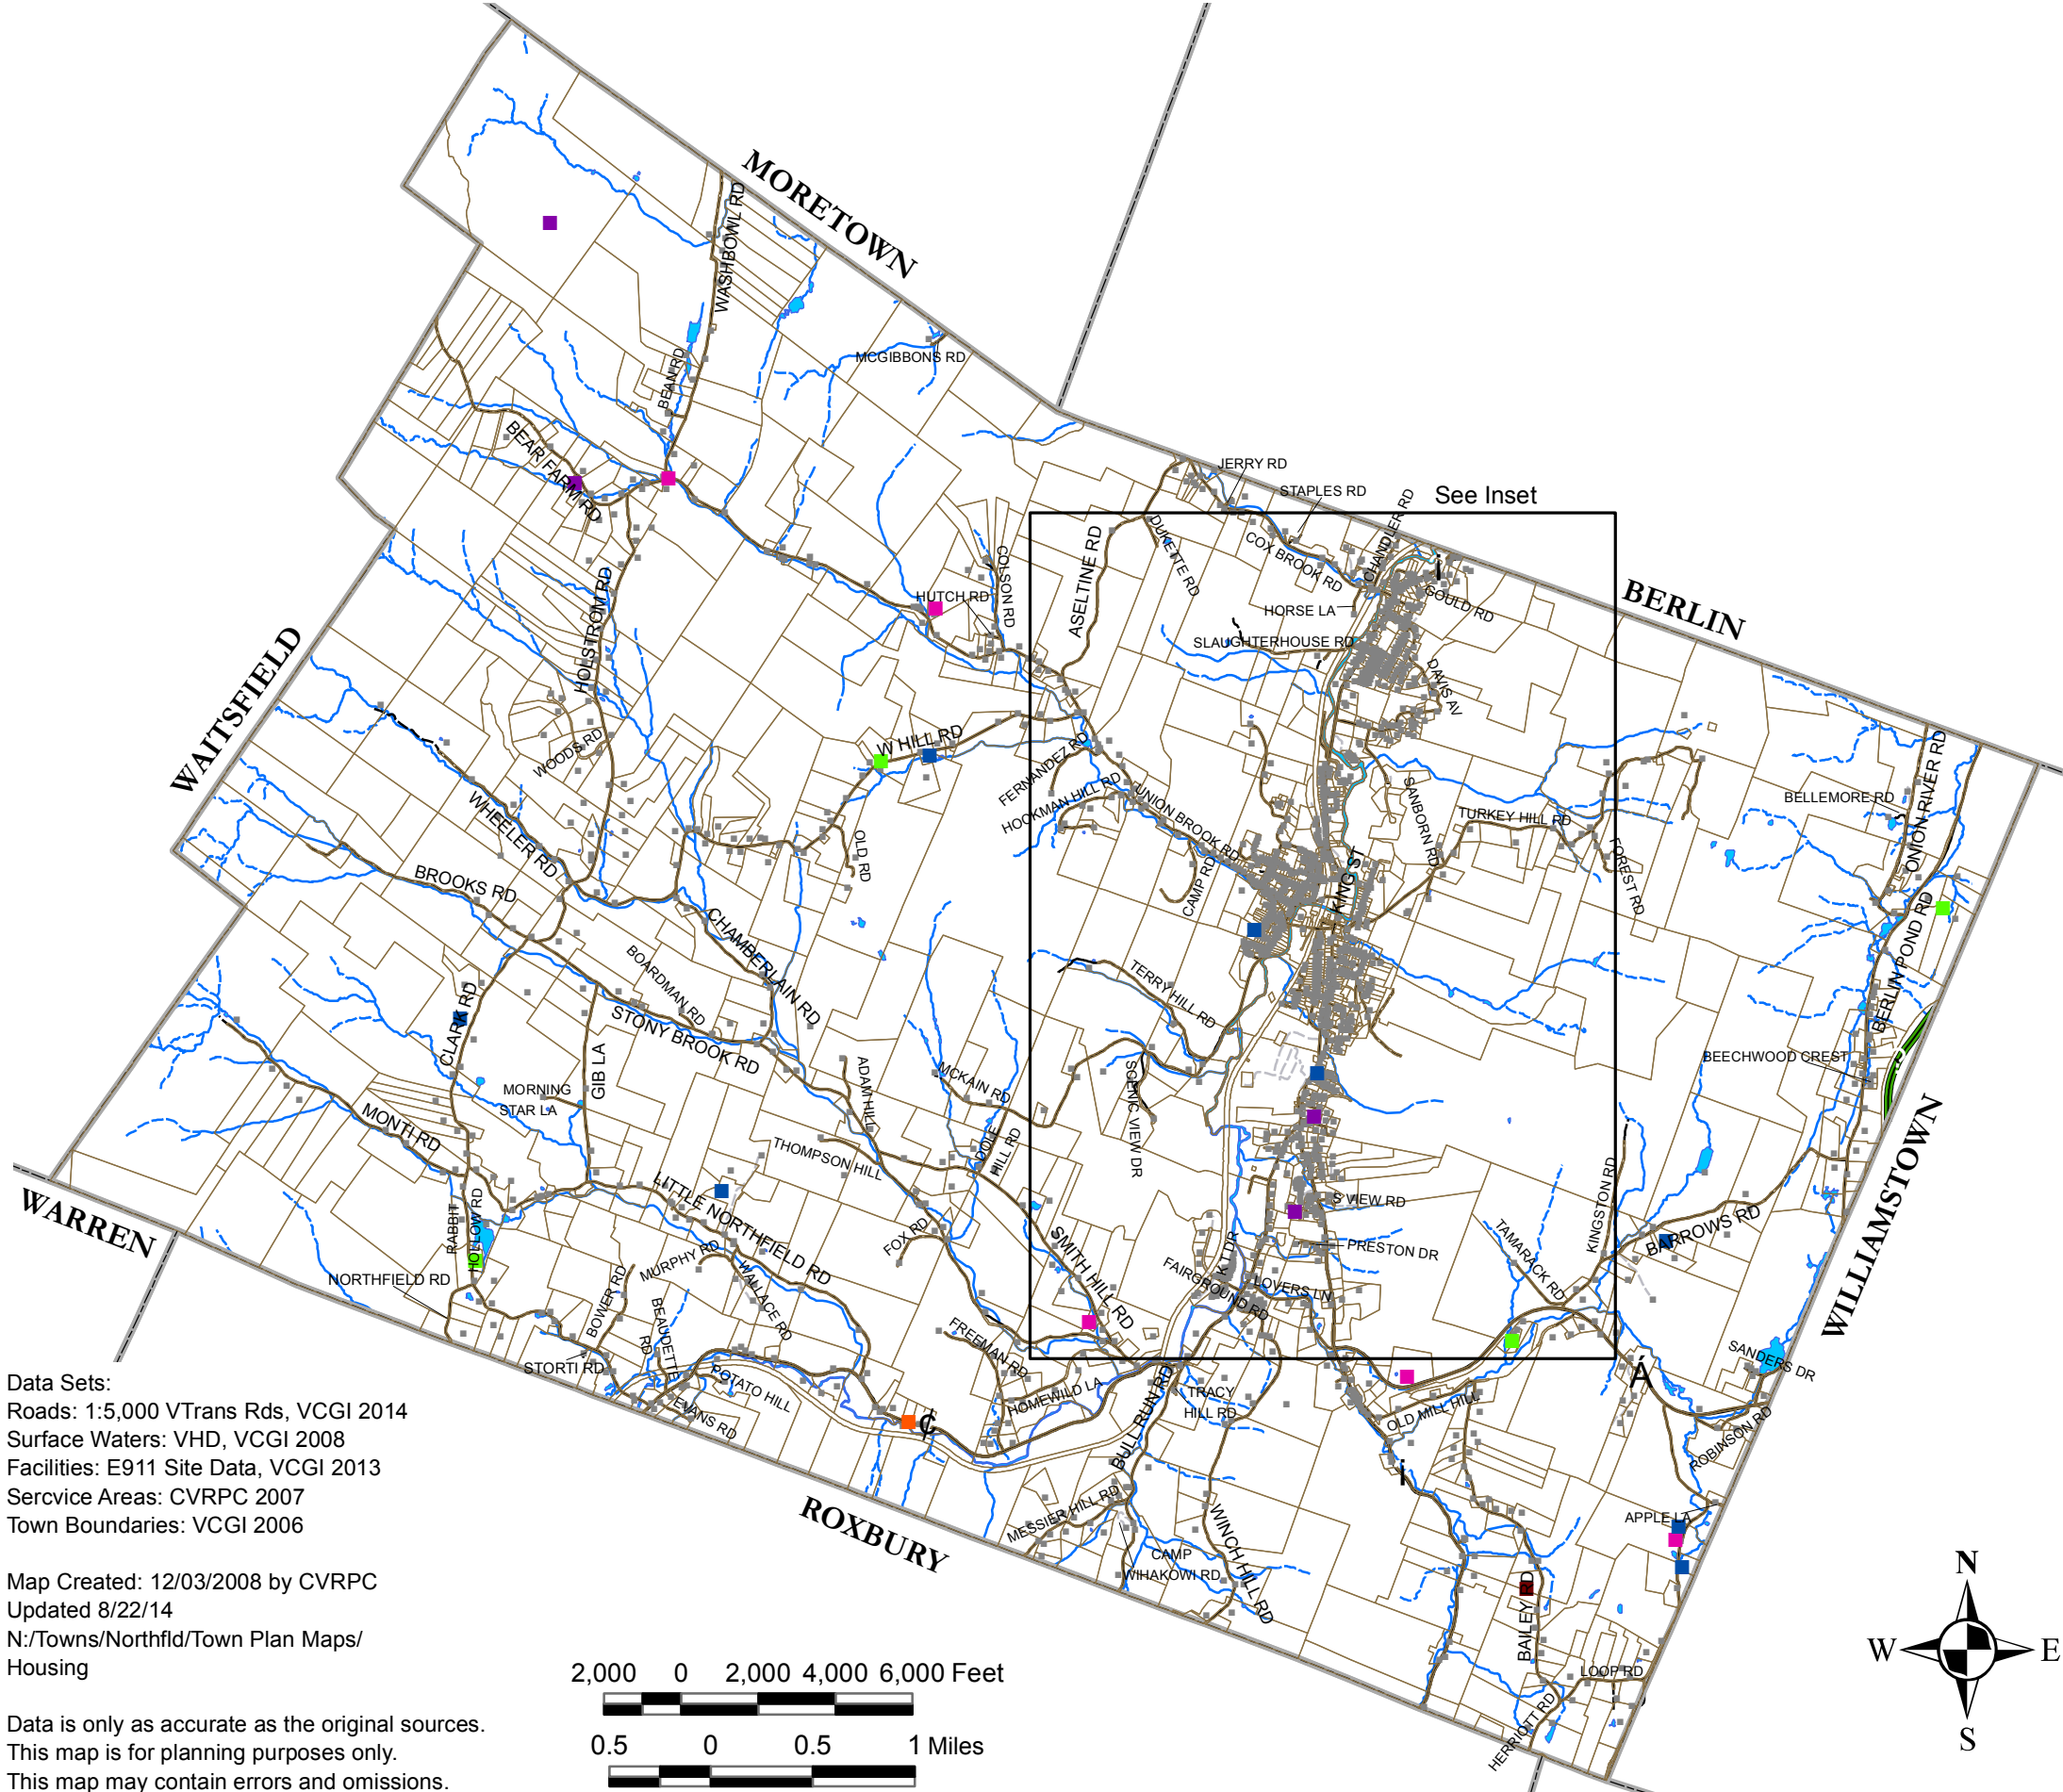 MORETOWN
WASHBOWL RD
MCGIBBONS RD
BEAN RD
BEAR FARM RD
JERRY RD
STAPLES RD
See Inset
CHANDLER RD
DUKETTE RD
COX BROOK RD
ASELTINE RD
COLSON RD
HUTCH RD
HORSE LA
GOULD RD
BERLIN
SLAUGHTERHOUSE RD
HOLSTROM RD
WAITSFIELD
DAVIS AV
W HILL RD
WOODS RD
FERNANDEZ RD
HOCKMAN HILL RD
UNION BROOK RD
SANBORN RD
TURKEY HILL RD
BELLEMORE RD
ONION RIVER RD
WHEELER RD
OLD RD
FOREST RD
BROOKS RD
CAMP RD
KING ST
CHAMBERLAIN RD
BOARDMAN RD
TERRY HILL RD
BERLIN POND RD
CLARK RD
STONY BROOK RD
BEECHWOOD CREST
GIB LA
ADAM HILL
MCKAIN RD
SCENIC VIEW DR
MORNING
STAR LA
MONTI RD
THOMPSON HILL
DOLE
HILL RD
WILLIAMSTOWN
KINGSTON RD
WARREN
RABBIT
HOLLOW RD
LITTLE NORTHFIELD RD
S VIEW RD
FOX RD
SMITH HILL RD
K T DR
PRESTON DR
TAMARACK RD
BARROWS RD
NORTHFIELD RD
MURPHY RD
WALLACE RD
BOWER RD
BEAUDETTE
RD
FAIRGROUND RD
LOVERS LN
STORTI RD
FREEMAN RD
SANDERS DR
POTATO HILL
EVANS RD
HOMEWILD LA
BULL RUN RD
TRACY
HILL RD
OLD MILL HILL
ROBINSON RD
ROXBURY
MESSIER HILL RD
WINCH HILL RD
APPLE LA
CAMP
WIHAKOWI RD
BAILEY RD
LOOP RD
HERRIOTT RD
N
W
E
S
Data Sets:
Roads: 1:5,000 VTrans Rds, VCGI 2014
Surface Waters: VHD, VCGI 2008
Facilities: E911 Site Data, VCGI 2013
Sercvice Areas: CVRPC 2007
Town Boundaries: VCGI 2006
Map Created: 12/03/2008 by CVRPC
Updated 8/22/14
N:/Towns/Northfld/Town Plan Maps/
Housing
Data is only as accurate as the original sources.
This map is for planning purposes only.
This map may contain errors and omissions.
2,000 0 2,000 4,000 6,000 Feet
0.5 0 0.5 1 Miles